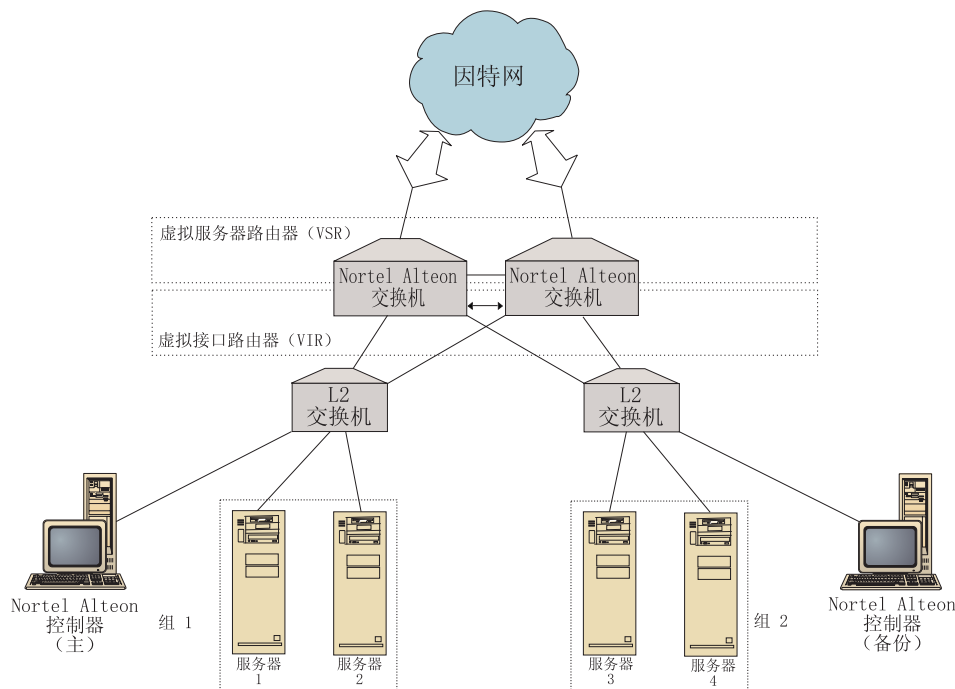 因特网
虚拟服务器路由器（VSR）
Nortel Alteon
交换机
Nortel Alteon
交换机
虚拟接口路由器（VIR）
L2
交换机
L2
交换机
Nortel Alteon
控制器
（主）
组 1
服务器
1
服务器
2
服务器
3
服务器
4
组 2
Nortel Alteon
控制器
（备份）